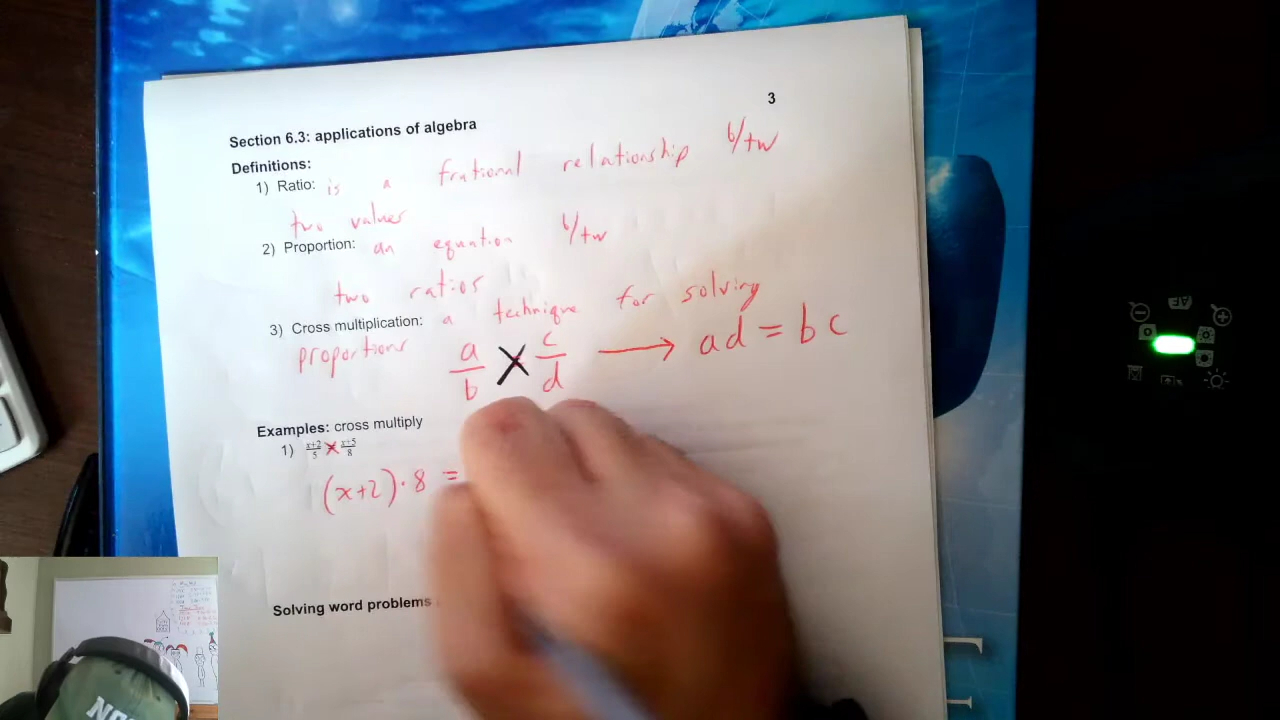 3
Section 6.3: applications of algebra
Definitions:
1) Ratio: is a frational relationship b/tw
two values
2) Proportion: an equation b/tw
two ratios
3) Cross multiplication: a technique for solving
proportions a/b = c/d → ad = bc
Examples: cross multiply
1) x+2/5 = x+5/8
(x+2)·8 =
Solving word problems
AF